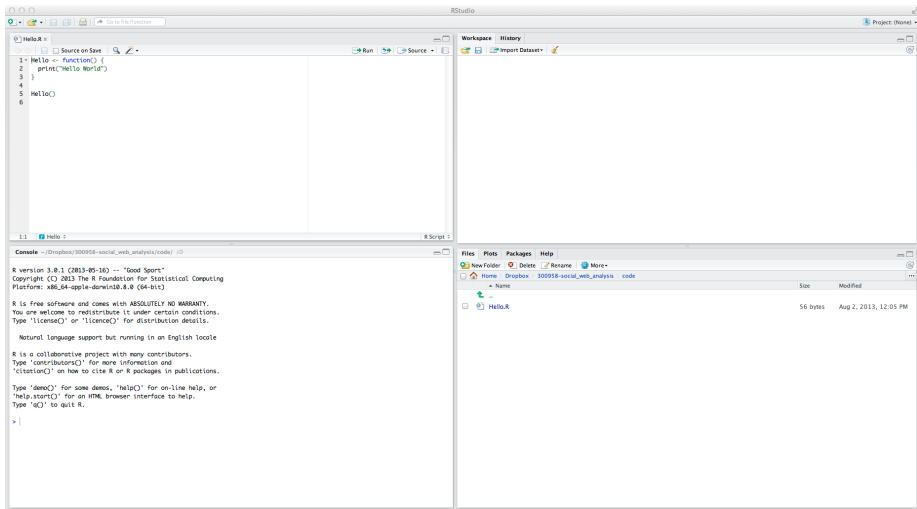 RStudio
Go to file/function
Project: (None)
Hello.R
Source on Save
Run
Source
1 Hello <- function() {
2 print("Hello World")
3 }
4
5 Hello()
6
1:1 Hello R Script
Console ~/Dropbox/300958-social_web_analysis/code/
R version 3.0.1 (2013-05-16) -- "Good Sport"
Copyright (C) 2013 The R Foundation for Statistical Computing
Platform: x86_64-apple-darwin10.8.0 (64-bit)
R is free software and comes with ABSOLUTELY NO WARRANTY.
You are welcome to redistribute it under certain conditions.
Type 'license()' or 'licence()' for distribution details.
Natural language support but running in an English locale
R is a collaborative project with many contributors.
Type 'contributors()' for more information and
'citation()' on how to cite R or R packages in publications.
Type 'demo()' for some demos, 'help()' for on-line help, or
'help.start()' for an HTML browser interface to help.
Type 'q()' to quit R.
>
Workspace History
Import Dataset
Files Plots Packages Help
New Folder Delete Rename More
Home Dropbox 300958-social_web_analysis code
Name Size Modified
..
Hello.R 56 bytes Aug 2, 2013, 12:05 PM